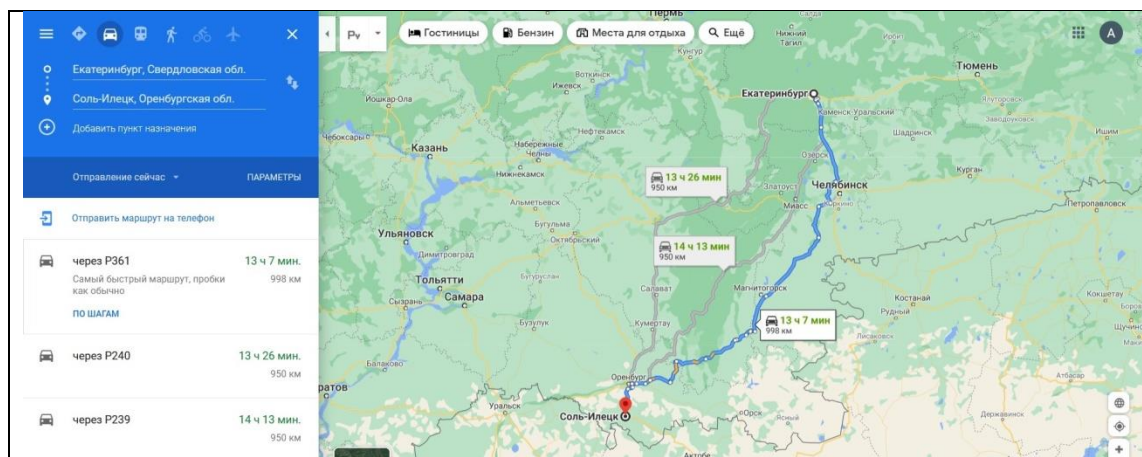 Екатеринбург, Свердловская обл.
Соль-Илецк, Оренбургская обл.
Добавить пункт назначения
Отправление сейчас
ПАРАМЕТРЫ
Отправить маршрут на телефон
через Р361
13 ч 7 мин.
Самый быстрый маршрут, пробки
как обычно
998 км
ПО ШАГАМ
через Р240
13 ч 26 мин.
950 км
через Р239
14 ч 13 мин.
950 км
Гостиницы
Бензин
Места для отдыха
Ещё
А
Пермь
Кунгур
Нижний
Тагил
Ирбит
Тюмень
Екатеринбург
Каменск-Уральский
Шадринск
Ишим
Воткинск
Ижевск
Йошкар-Ола
Нефтекамск
Чебоксары
Казань
Набережные
Челны
Нижнекамск
13 ч 26 мин
950 км
Озерск
Златоуст
Челябинск
Миасс
Курган
Петропавловск
Альметьевск
Бугульма
Октябрьский
Ульяновск
Димитровград
14 ч 13 мин
950 км
Тольятти
Бугуруслан
Самара
Сызрань
Салават
Магнитогорск
Костанай
Рудный
Кокшетау
Бузулук
Кумертау
13 ч 7 мин
998 км
Лисаковск
Балаково
Оренбург
Атбасар
Уральск
Соль-Илецк
Орск
Ясный
Державинск
Актобе